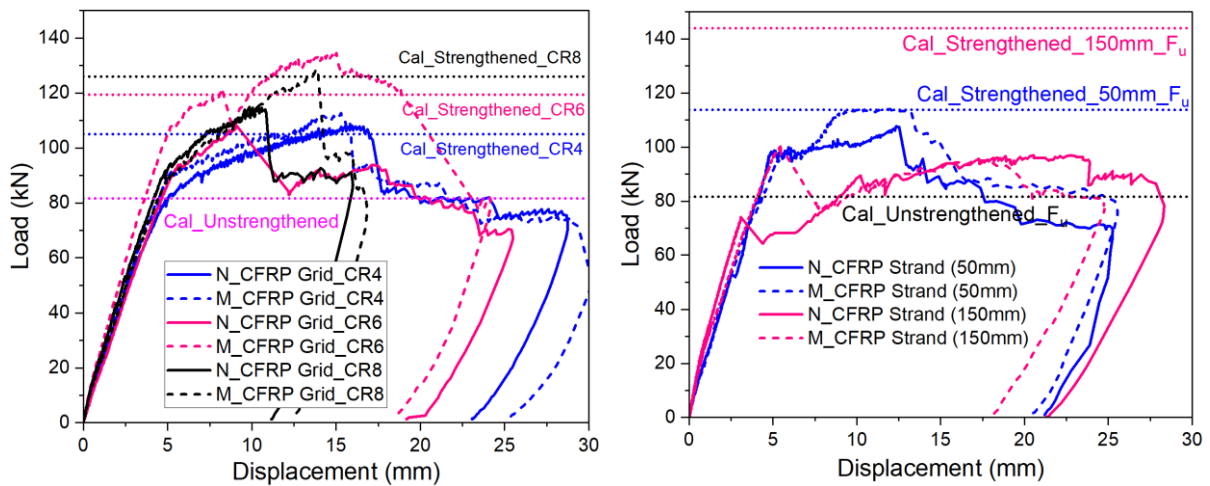 140
120
100
80
60
40
20
0
Load (kN)
0 5 10 15 20 25 30
Displacement (mm)
Cal_Strengthened_CR8
Cal_Strengthened_CR6
Cal_Strengthened_CR4
Cal_Unstrengthened
N_CFRP Grid_CR4
M_CFRP Grid_CR4
N_CFRP Grid_CR6
M_CFRP Grid_CR6
N_CFRP Grid_CR8
M_CFRP Grid_CR8
140
120
100
80
60
40
20
0
Load (kN)
0 5 10 15 20 25 30
Displacement (mm)
Cal_Strengthened_150mm_Fu
Cal_Strengthened_50mm_Fu
Cal_Unstrengthened_Fu
N_CFRP Strand (50mm)
M_CFRP Strand (50mm)
N_CFRP Strand (150mm)
M_CFRP Strand (150mm)